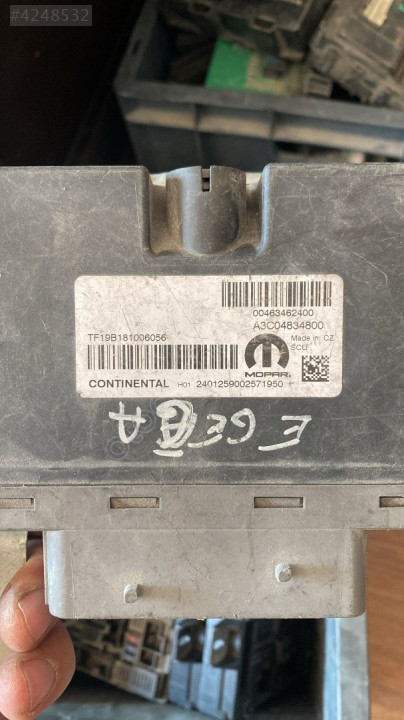 #4248532
00463462400
A3C04834800
TF19B181006056
Made in: CZ
ECU
MOPAR
CONTINENTAL H01 2401259002571950